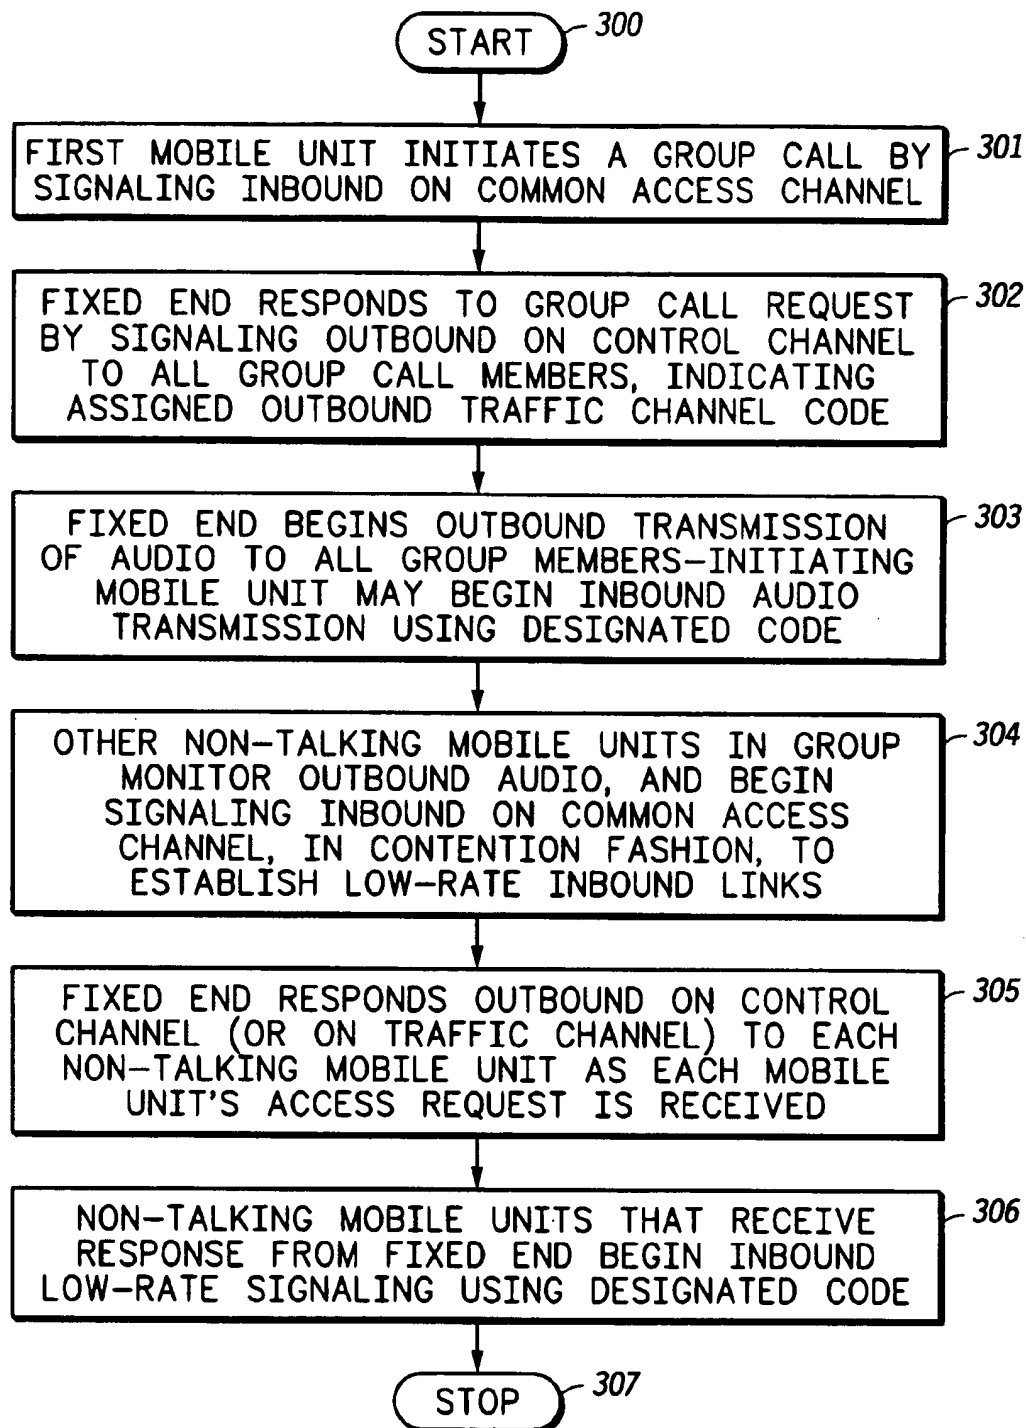 START
300
FIRST MOBILE UNIT INITIATES A GROUP CALL BY
SIGNALING INBOUND ON COMMON ACCESS CHANNEL
301
FIXED END RESPONDS TO GROUP CALL REQUEST
BY SIGNALING OUTBOUND ON CONTROL CHANNEL
TO ALL GROUP CALL MEMBERS, INDICATING
ASSIGNED OUTBOUND TRAFFIC CHANNEL CODE
302
FIXED END BEGINS OUTBOUND TRANSMISSION
OF AUDIO TO ALL GROUP MEMBERS-INITIATING
MOBILE UNIT MAY BEGIN INBOUND AUDIO
TRANSMISSION USING DESIGNATED CODE
303
OTHER NON-TALKING MOBILE UNITS IN GROUP
MONITOR OUTBOUND AUDIO, AND BEGIN
SIGNALING INBOUND ON COMMON ACCESS
CHANNEL, IN CONTENTION FASHION, TO
ESTABLISH LOW-RATE INBOUND LINKS
304
FIXED END RESPONDS OUTBOUND ON CONTROL
CHANNEL (OR ON TRAFFIC CHANNEL) TO EACH
NON-TALKING MOBILE UNIT AS EACH MOBILE
UNIT'S ACCESS REQUEST IS RECEIVED
305
NON-TALKING MOBILE UNITS THAT RECEIVE
RESPONSE FROM FIXED END BEGIN INBOUND
LOW-RATE SIGNALING USING DESIGNATED CODE
306
STOP
307